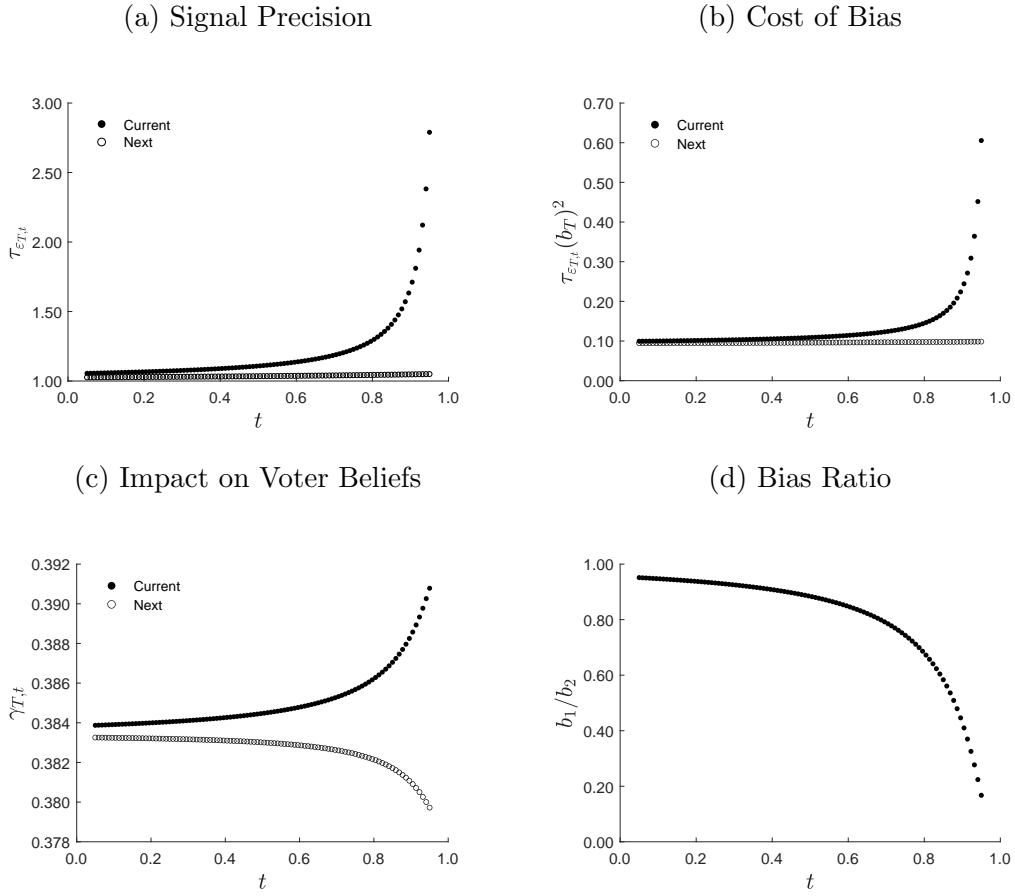 (a) Signal Precision
3.00
2.50
2.00
1.50
1.00
τ_{ε_{T,t}}
Current
Next
0.0 0.2 0.4 0.6 0.8 1.0
t
(b) Cost of Bias
0.70
0.60
0.50
0.40
0.30
0.20
0.10
0.00
τ_{ε_{T,t}}(b_T)^2
Current
Next
0.0 0.2 0.4 0.6 0.8 1.0
t
(c) Impact on Voter Beliefs
0.392
0.390
0.388
0.386
0.384
0.382
0.380
0.378
γ_{T,t}
Current
Next
0.0 0.2 0.4 0.6 0.8 1.0
t
(d) Bias Ratio
1.00
0.80
0.60
0.40
0.20
0.00
b_1/b_2
0.0 0.2 0.4 0.6 0.8 1.0
t